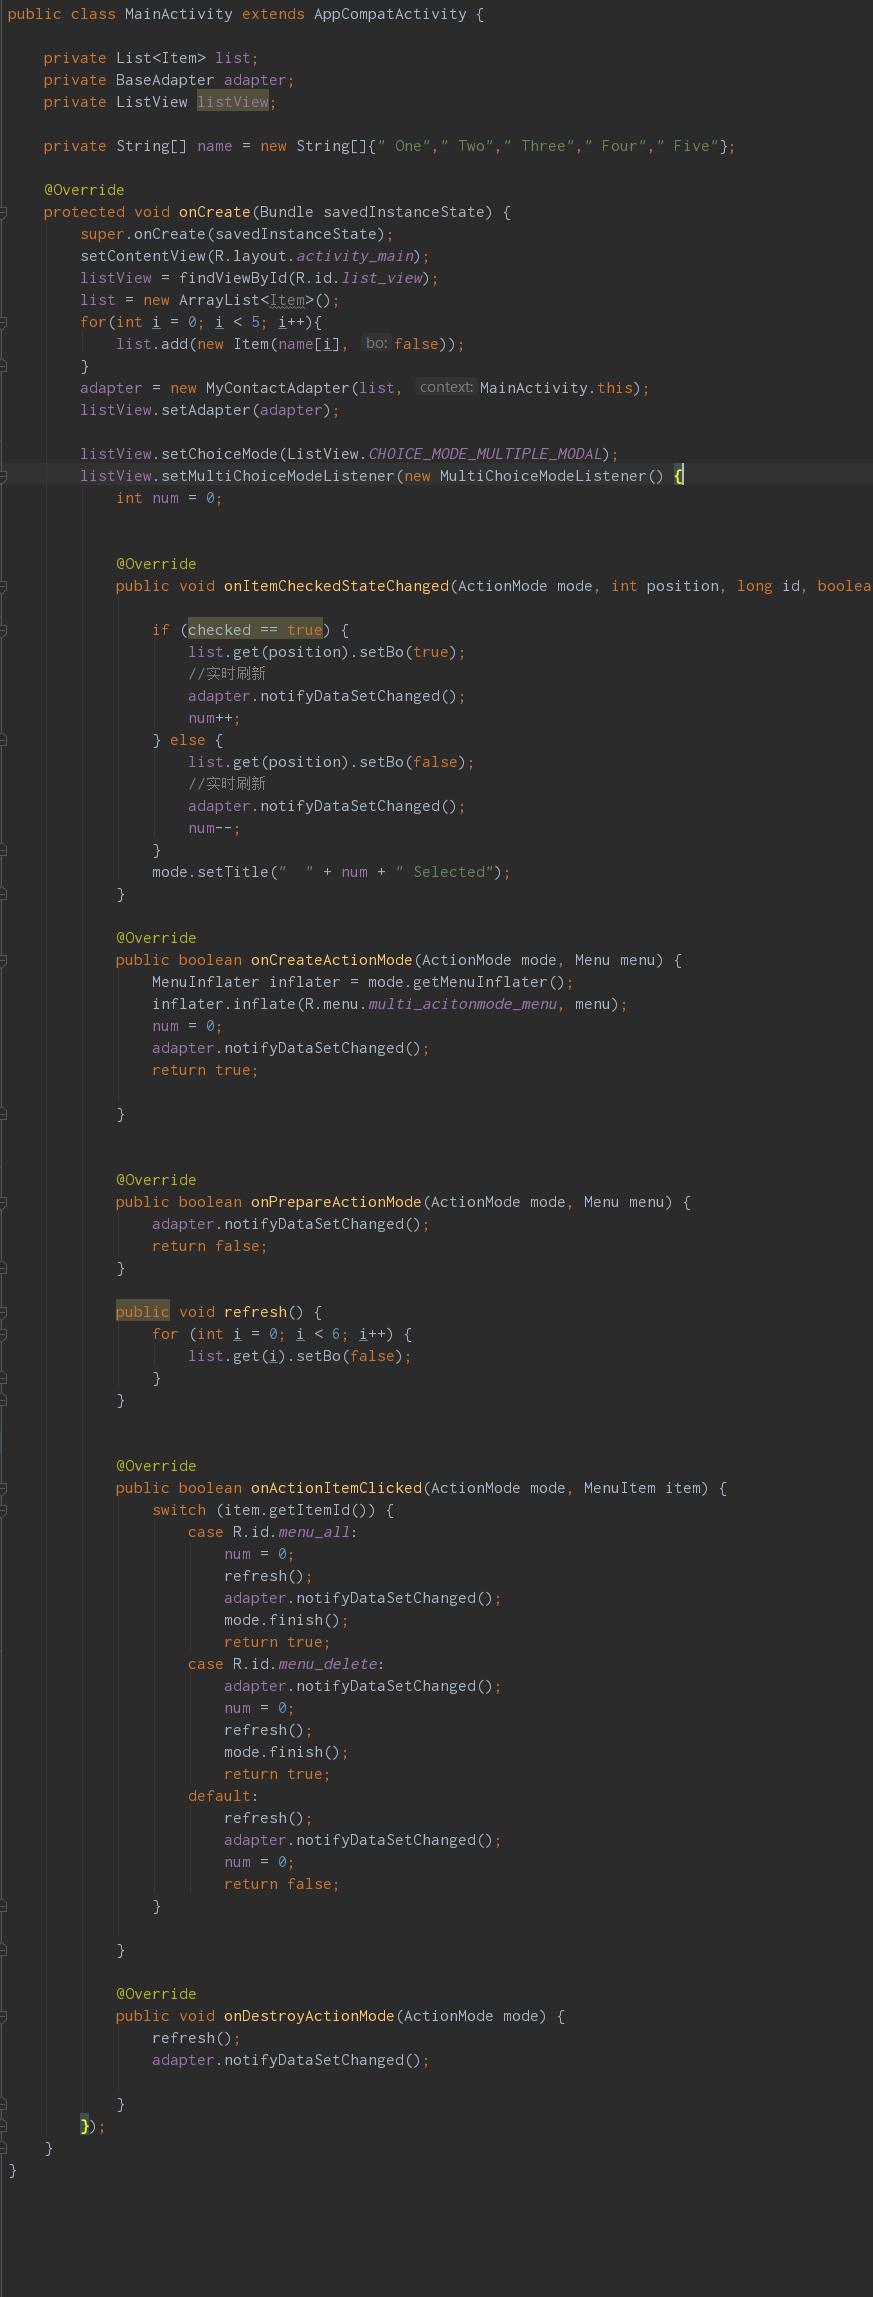 public class MainActivity extends AppCompatActivity {
private List<Item> list;
private BaseAdapter adapter;
private ListView listView;
private String[] name = new String[]{" One"," Two"," Three"," Four"," Five"};
@Override
protected void onCreate(Bundle savedInstanceState) {
super.onCreate(savedInstanceState);
setContentView(R.layout.activity_main);
listView = findViewById(R.id.list_view);
list = new ArrayList<Item>();
for(int i = 0; i < 5; i++){
list.add(new Item(name[i], bo: false));
}
adapter = new MyContactAdapter(list, context: MainActivity.this);
listView.setAdapter(adapter);
listView.setChoiceMode(ListView.CHOICE_MODE_MULTIPLE_MODAL);
listView.setMultiChoiceModeListener(new MultiChoiceModeListener() {
int num = 0;
@Override
public void onItemCheckedStateChanged(ActionMode mode, int position, long id, boolea
if (checked == true) {
list.get(position).setBo(true);
//实时刷新
adapter.notifyDataSetChanged();
num++;
} else {
list.get(position).setBo(false);
//实时刷新
adapter.notifyDataSetChanged();
num--;
}
mode.setTitle("  " + num + " Selected");
}
@Override
public boolean onCreateActionMode(ActionMode mode, Menu menu) {
MenuInflater inflater = mode.getMenuInflater();
inflater.inflate(R.menu.multi_acitonmode_menu, menu);
num = 0;
adapter.notifyDataSetChanged();
return true;
}
@Override
public boolean onPrepareActionMode(ActionMode mode, Menu menu) {
adapter.notifyDataSetChanged();
return false;
}
public void refresh() {
for (int i = 0; i < 6; i++) {
list.get(i).setBo(false);
}
}
@Override
public boolean onActionItemClicked(ActionMode mode, MenuItem item) {
switch (item.getItemId()) {
case R.id.menu_all:
num = 0;
refresh();
adapter.notifyDataSetChanged();
mode.finish();
return true;
case R.id.menu_delete:
adapter.notifyDataSetChanged();
num = 0;
refresh();
mode.finish();
return true;
default:
refresh();
adapter.notifyDataSetChanged();
num = 0;
return false;
}
}
@Override
public void onDestroyActionMode(ActionMode mode) {
refresh();
adapter.notifyDataSetChanged();
}
});
}
}